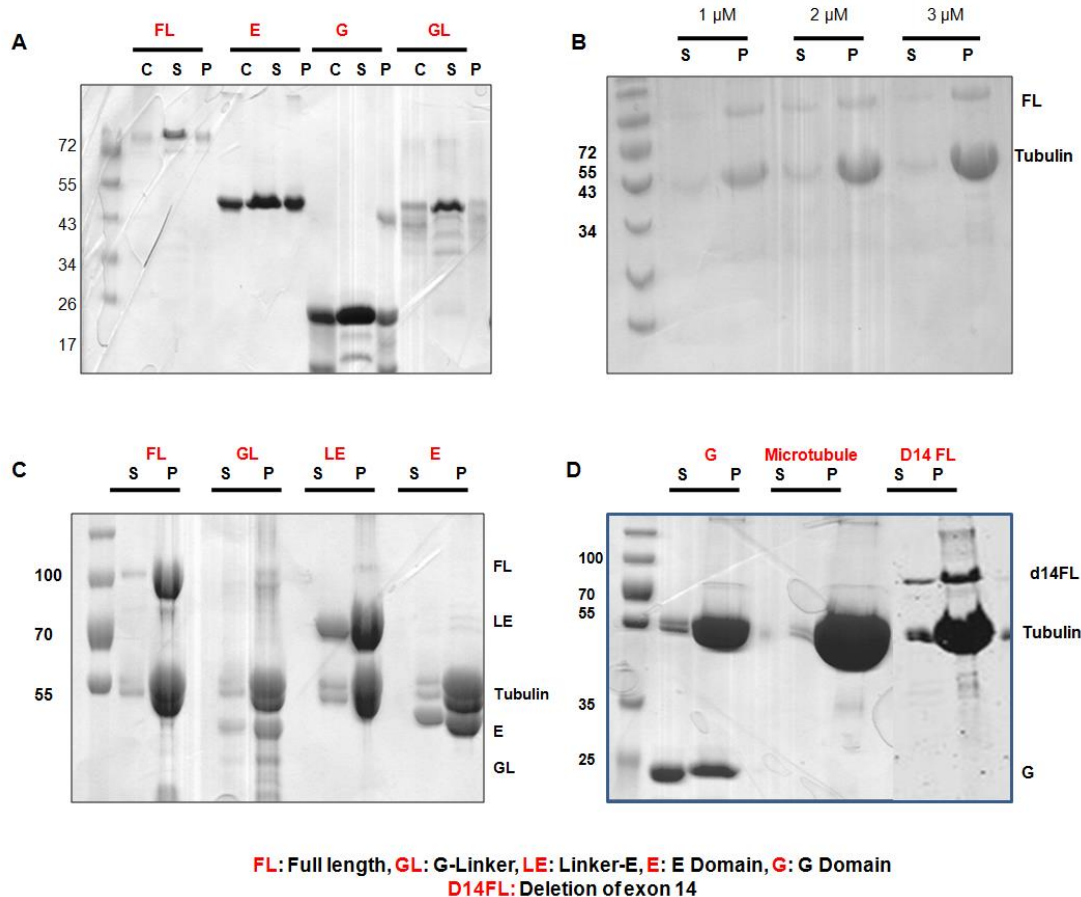 A
FL E G GL
C S P C S P C S P C S P
72
55
43
34
26
17
B
1 µM 2 µM 3 µM
S P S P S P
FL
Tubulin
72
55
43
34
C
FL GL LE E
S P S P S P S P
100
70
55
FL
LE
Tubulin
E
GL
D
G Microtubule D14 FL
S P S P S P
100
70
55
35
25
d14FL
Tubulin
G
FL: Full length, GL: G-Linker, LE: Linker-E, E: E Domain, G: G Domain
D14FL: Deletion of exon 14